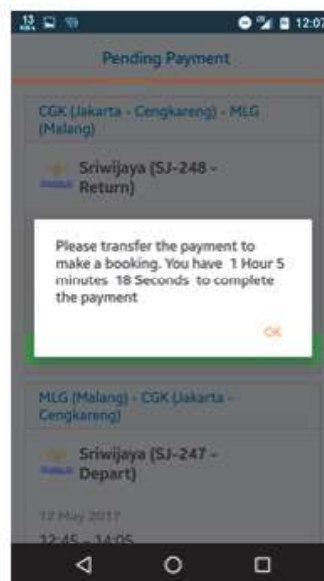 13
12:07
Pending Payment
CGK (Jakarta - Cengkareng) - MLG
(Malang)
Sriwijaya (SJ-248 -
Return)
Please transfer the payment to
make a booking. You have 1 Hour 5
minutes 18 Seconds to complete
the payment
OK
MLG (Malang) - CGK (Jakarta -
Cengkareng)
Sriwijaya (SJ-247 -
Depart)
12 May 2017
12:45 - 14:05